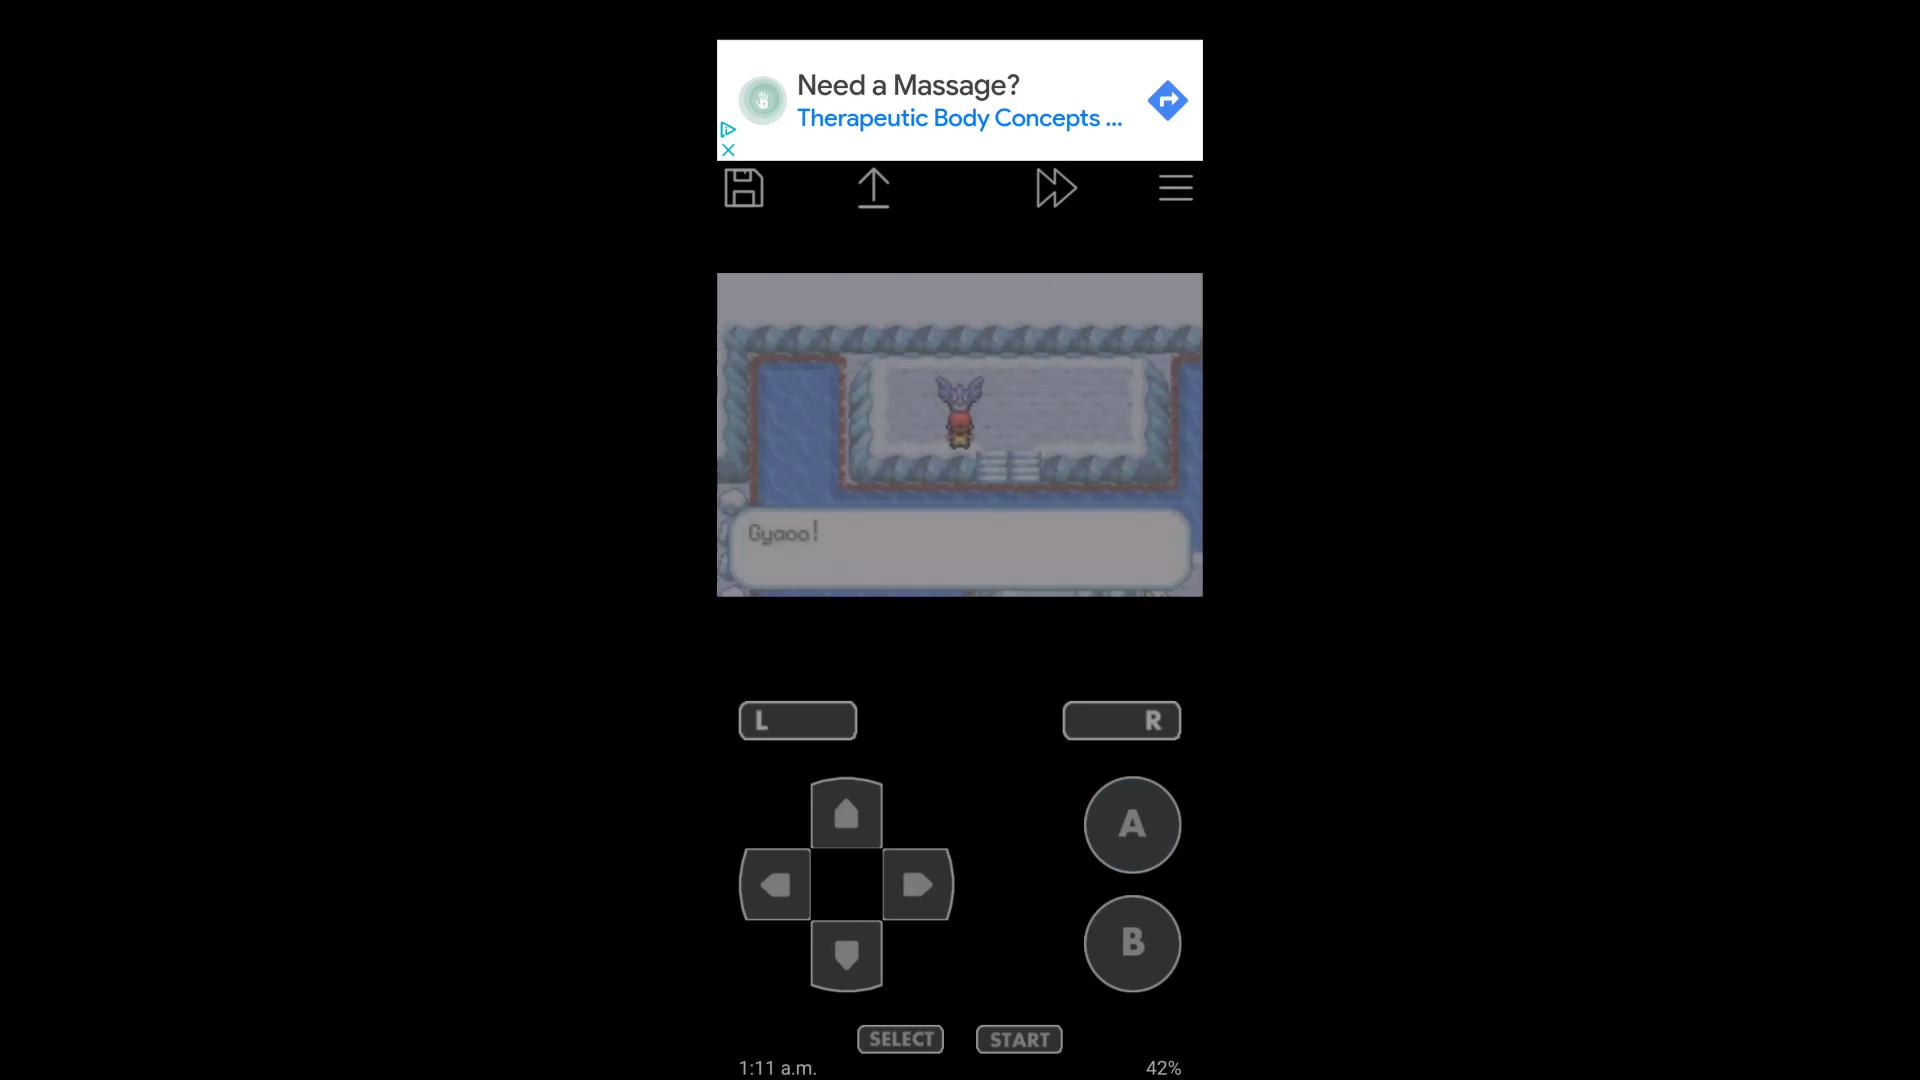 Need a Massage?
Therapeutic Body Concepts ...
Gyaoo!
L
R
A
B
SELECT
START
1:11 a.m.
42%